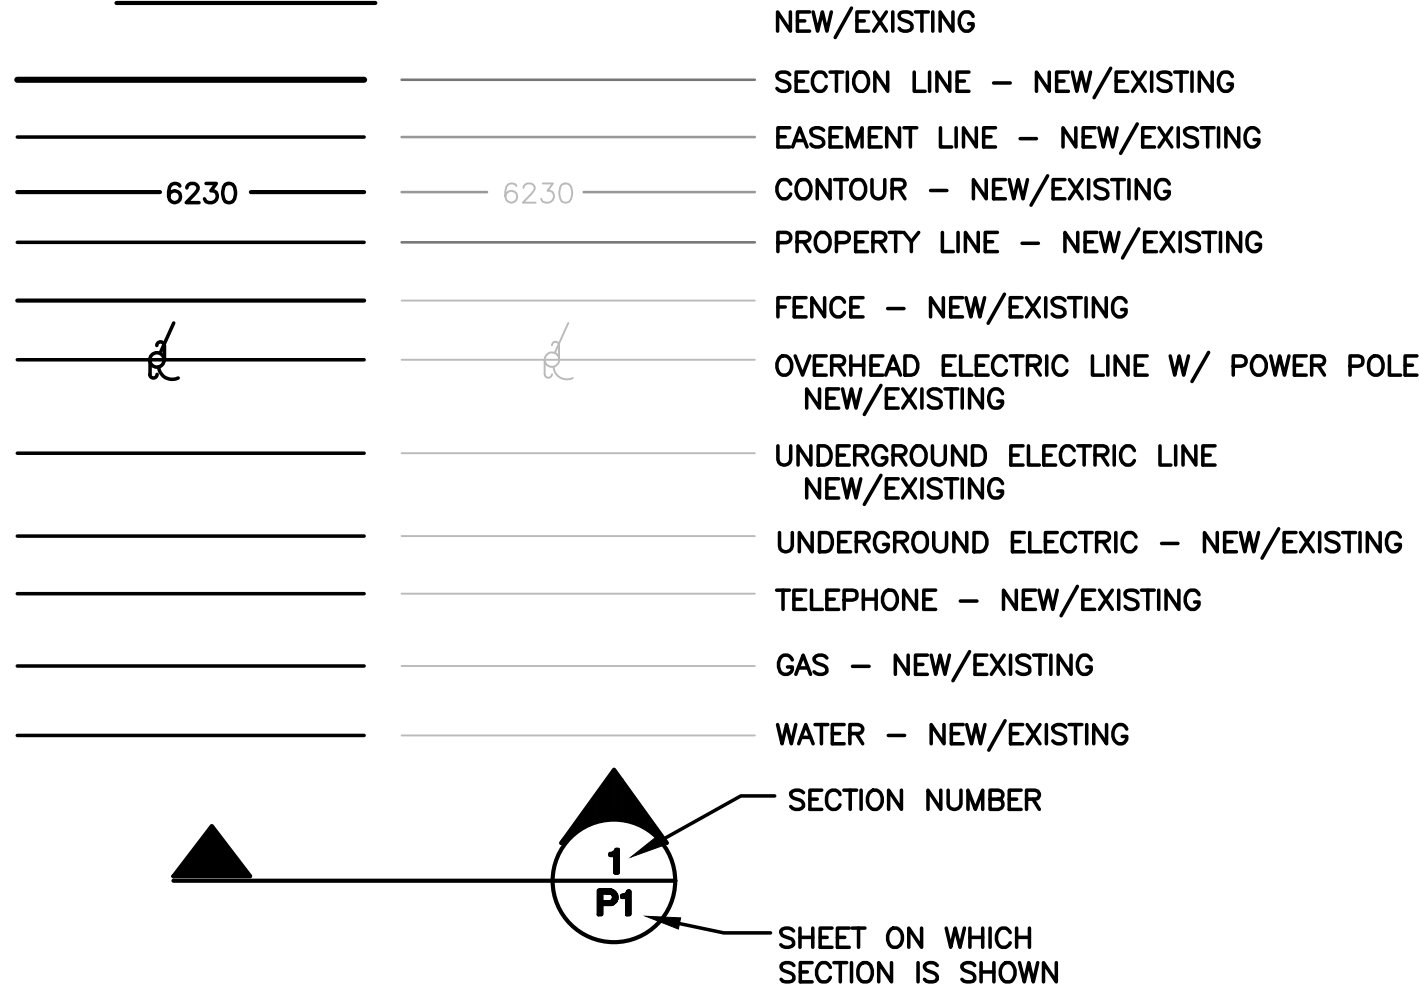 NEW/EXISTING
SECTION LINE – NEW/EXISTING
EASEMENT LINE – NEW/EXISTING
6230 6230 CONTOUR – NEW/EXISTING
PROPERTY LINE – NEW/EXISTING
FENCE – NEW/EXISTING
OVERHEAD ELECTRIC LINE W/ POWER POLE
NEW/EXISTING
UNDERGROUND ELECTRIC LINE
NEW/EXISTING
UNDERGROUND ELECTRIC – NEW/EXISTING
TELEPHONE – NEW/EXISTING
GAS – NEW/EXISTING
WATER – NEW/EXISTING
SECTION NUMBER
1
P1
SHEET ON WHICH
SECTION IS SHOWN